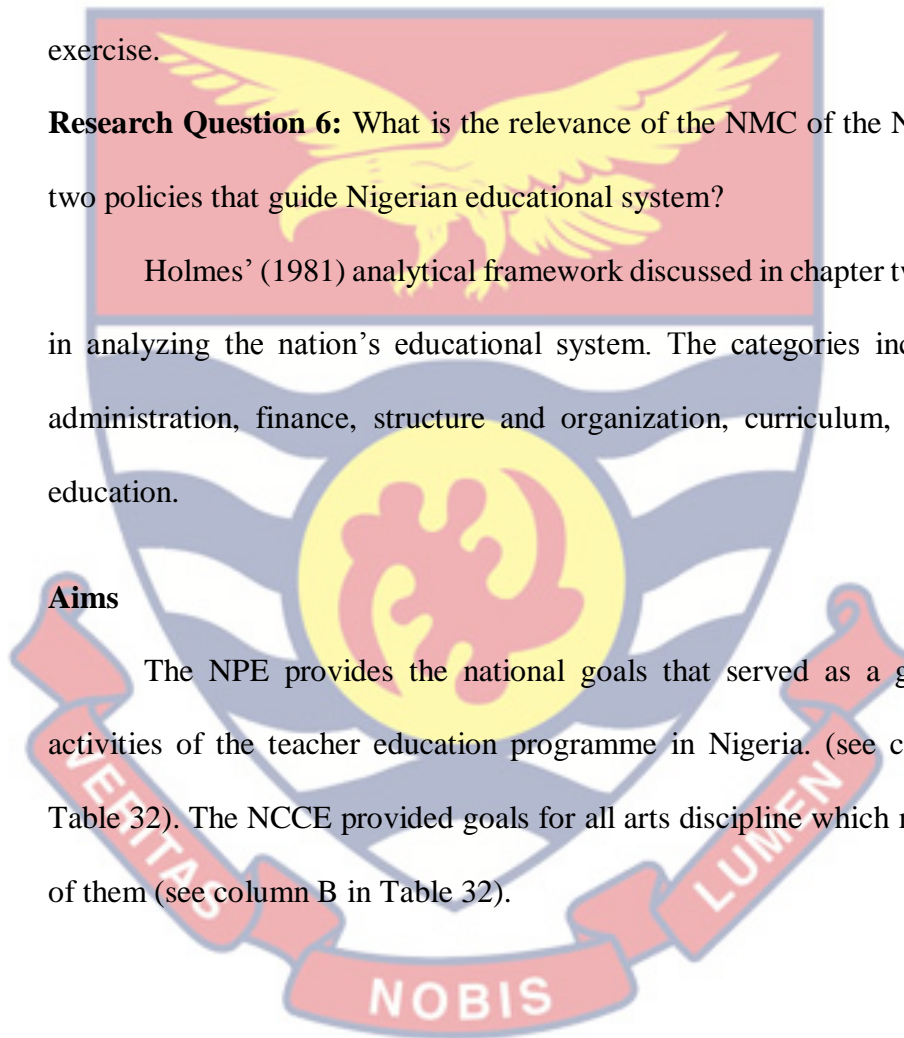 exercise.
Research Question 6: What is the relevance of the NMC of the N
two policies that guide Nigerian educational system?
Holmes' (1981) analytical framework discussed in chapter tw
in analyzing the nation's educational system. The categories inc
administration, finance, structure and organization, curriculum,
education.
Aims
The NPE provides the national goals that served as a g
activities of the teacher education programme in Nigeria. (see c
Table 32). The NCCE provided goals for all arts discipline which r
of them (see column B in Table 32).
VERITAS
NOBIS
LUMEN